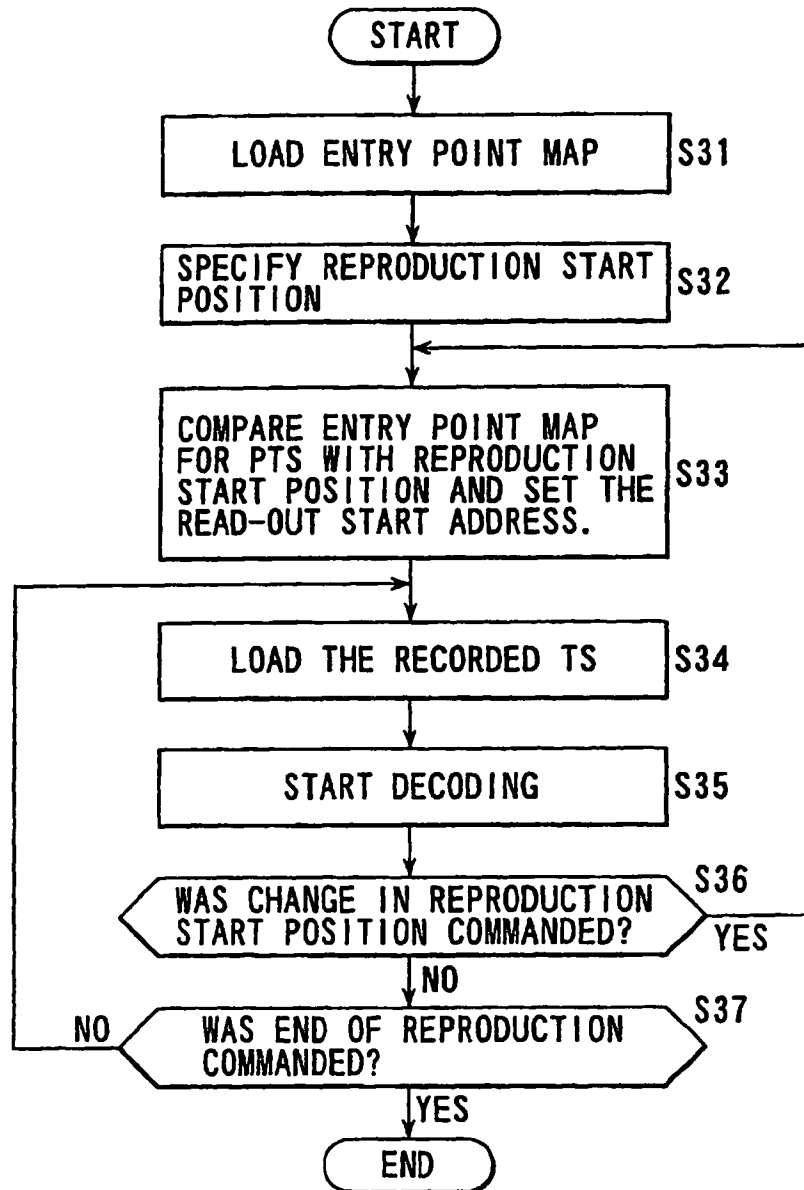 START
LOAD ENTRY POINT MAP
S31
SPECIFY REPRODUCTION START
POSITION
S32
COMPARE ENTRY POINT MAP
FOR PTS WITH REPRODUCTION
START POSITION AND SET THE
READ-OUT START ADDRESS.
S33
LOAD THE RECORDED TS
S34
START DECODING
S35
WAS CHANGE IN REPRODUCTION
START POSITION COMMANDED?
S36
YES
NO
WAS END OF REPRODUCTION
COMMANDED?
S37
NO
YES
END